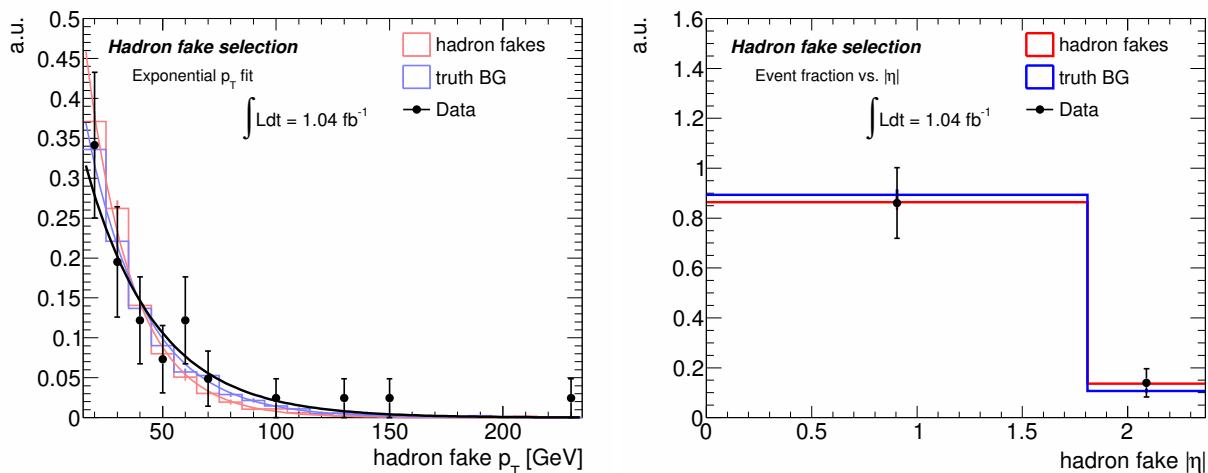 a.u.
0.5
0.45
0.4
0.35
0.3
0.25
0.2
0.15
0.1
0.05
0
Hadron fake selection
Exponential pT fit
∫ Ldt = 1.04 fb⁻¹
hadron fakes
truth BG
Data
50 100 150 200
hadron fake pT [GeV]
a.u.
1.6
1.4
1.2
1
0.8
0.6
0.4
0.2
0
Hadron fake selection
Event fraction vs. |η|
∫ Ldt = 1.04 fb⁻¹
hadron fakes
truth BG
Data
0 0.5 1 1.5 2
hadron fake |η|